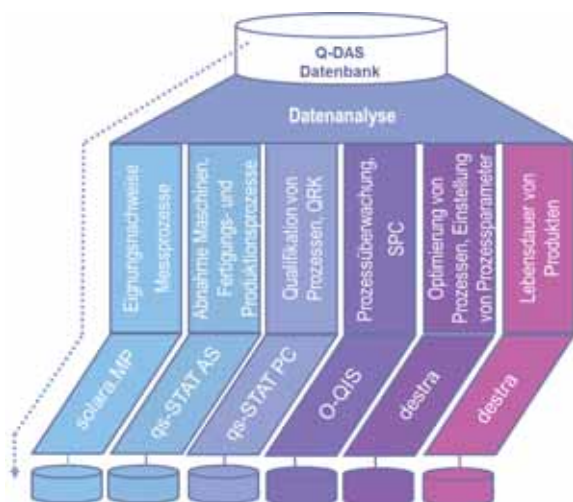 Q-DAS
Datenbank
Datenanalyse
Eignungsnachweise
Messprozesse
Abnahme Maschinen,
Fertigungs- und
Produktionsprozesse
Qualifikation von
Prozessen, QRK
Prozessüberwachung,
SPC
Optimierung von
Prozessen, Einstellung
von Prozessparameter
Lebensdauer von
Produkten
solara.MP
qs-STAT AS
qs-STAT PC
O-QIS
destra
destra